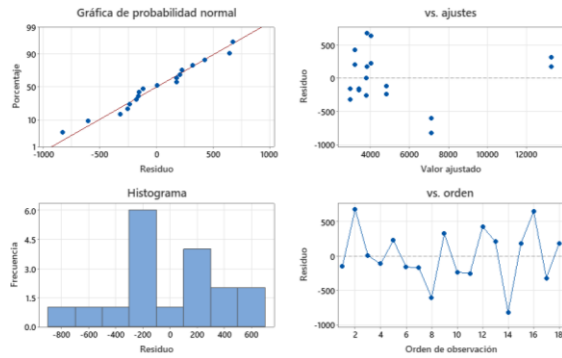 Gráfica de probabilidad normal
99
90
50
10
1
Porcentaje
-1000 -500 0 500 1000
Residuo
vs. ajustes
500
0
-500
-1000
Residuo
4000 6000 8000 10000 12000
Valor ajustado
Histograma
6.0
4.5
3.0
1.5
0.0
Frecuencia
-800 -600 -400 -200 0 200 400 600
Residuo
vs. orden
500
0
-500
-1000
Residuo
2 4 6 8 10 12 14 16 18
Orden de observación